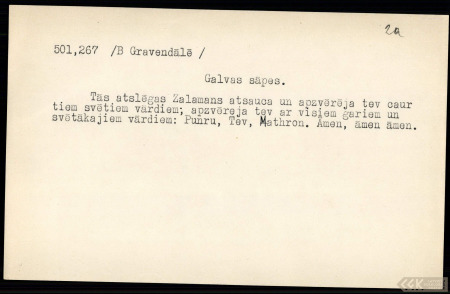 2a
501,267 /B Gravendālē /
Galvas sāpes.
Tās atslēgas Zalamans atsauca un apzvērēja tev caur
tiem svētiem vārdiem; apzvērēja tev ar visiem gariem un
svētākajiem vārdiem: Punru, Tev, Mathron. Amen, āmen āmen.